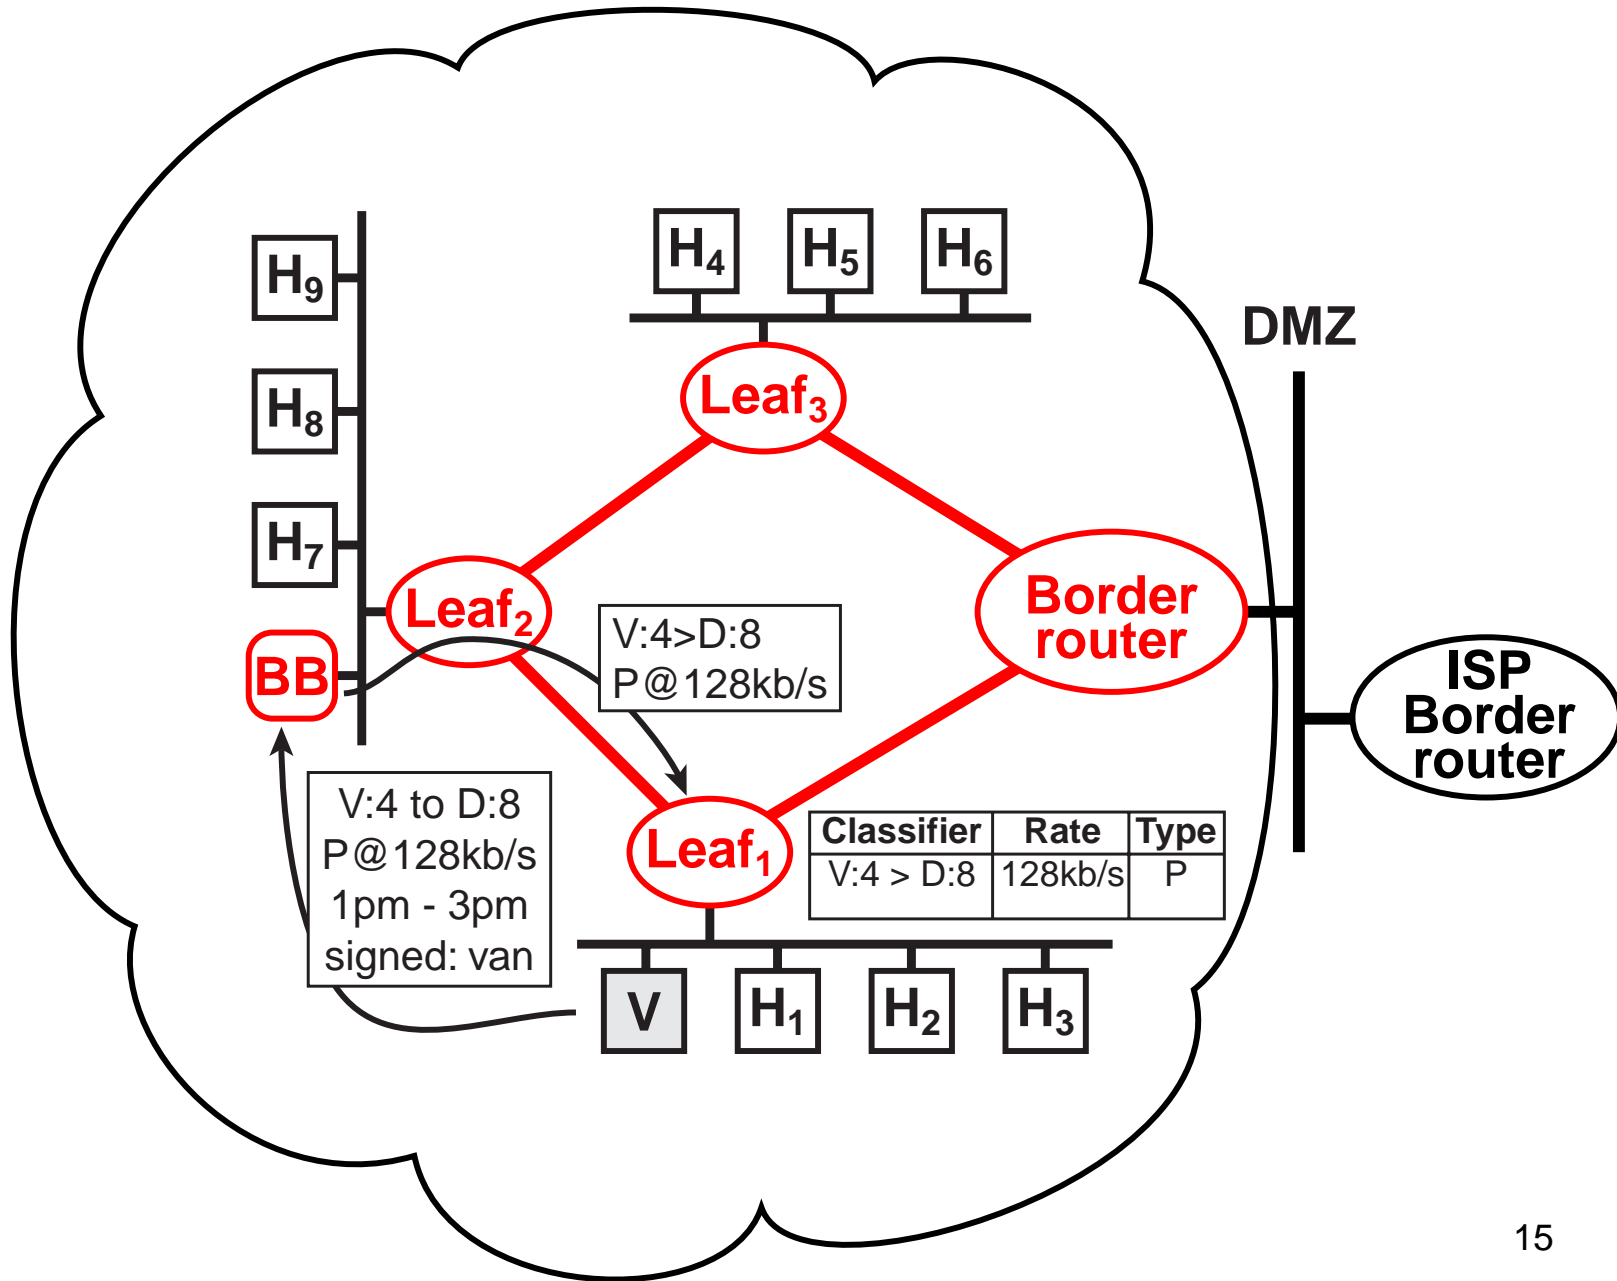 H4
H5
H6
H9
DMZ
Leaf3
H8
H7
Border
router
Leaf2
V:4>D:8
P@128kb/s
BB
ISP
Border
router
V:4 to D:8
P@128kb/s
1pm - 3pm
signed: van
Leaf1
Classifier Rate Type
V:4 > D:8 128kb/s P
V
H1
H2
H3
15